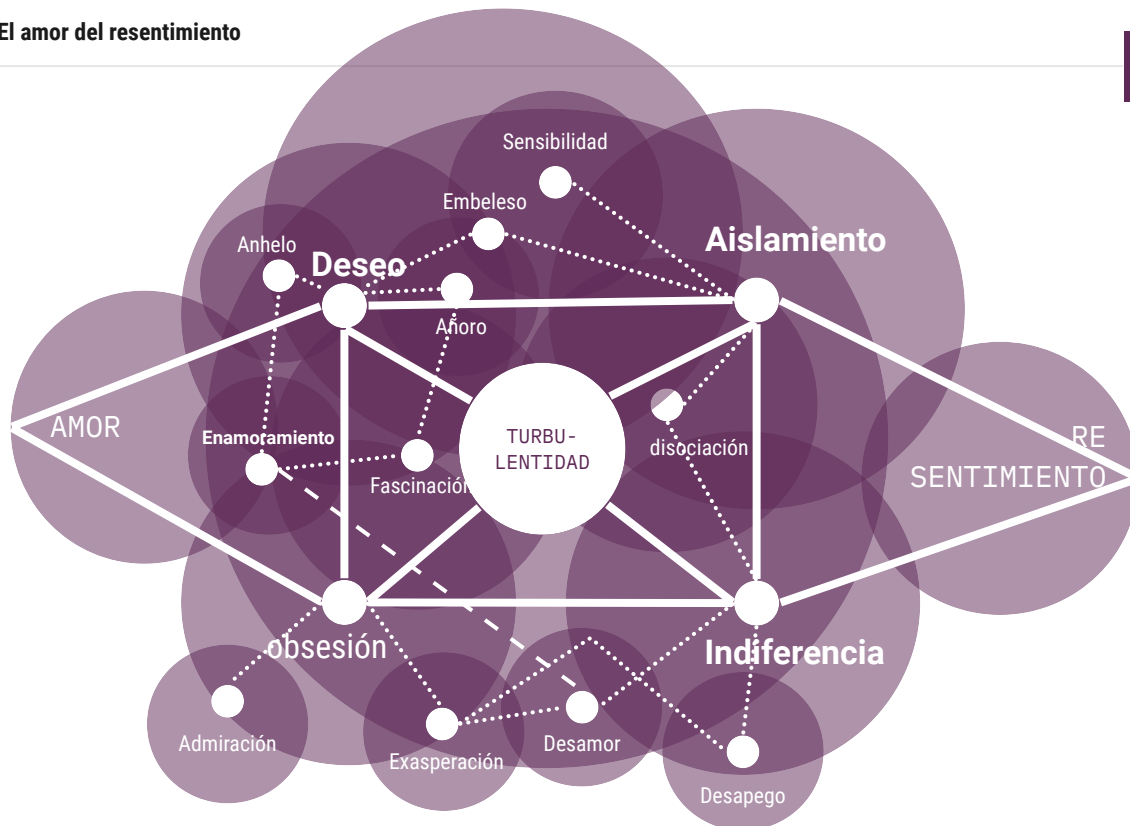 El amor del resentimiento
Sensibilidad
Embeleso
Anhelo
Deseo
Aislamiento
Añoro
AMOR
Enamoramiento
Fascinación
TURBU-
LENTIDAD
disociación
RE
SENTIMIENTO
obsesión
Indiferencia
Admiración
Exasperación
Desamor
Desapego